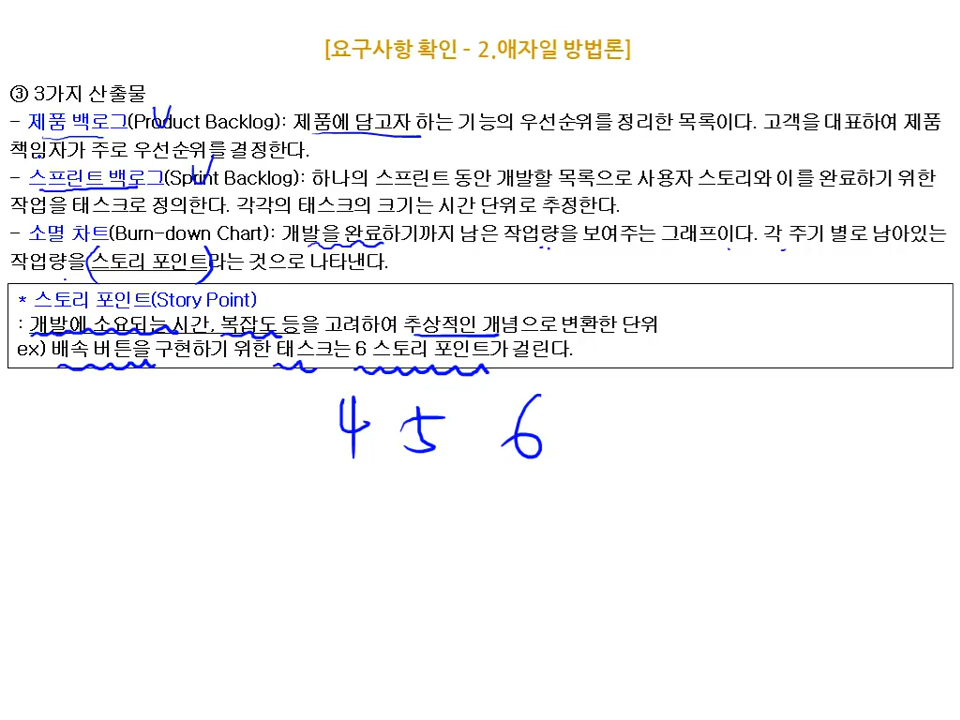 [요구사항 확인 - 2.애자일 방법론]
③ 3가지 산출물
- 제품 백로그(Product Backlog): 제품에 담고자 하는 기능의 우선순위를 정리한 목록이다. 고객을 대표하여 제품
책임자가 주로 우선순위를 결정한다.
- 스프린트 백로그(Sprint Backlog): 하나의 스프린트 동안 개발할 목록으로 사용자 스토리와 이를 완료하기 위한
작업을 태스크로 정의한다. 각각의 태스크의 크기는 시간 단위로 추정한다.
- 소멸 차트(Burn-down Chart): 개발을 완료하기까지 남은 작업량을 보여주는 그래프이다. 각 주기 별로 남아있는
작업량을 스토리 포인트라는 것으로 나타낸다.
* 스토리 포인트(Story Point)
: 개발에 소요되는 시간, 복잡도 등을 고려하여 추상적인 개념으로 변환한 단위
ex) 배속 버튼을 구현하기 위한 태스크는 6 스토리 포인트가 걸린다.
4 5 6